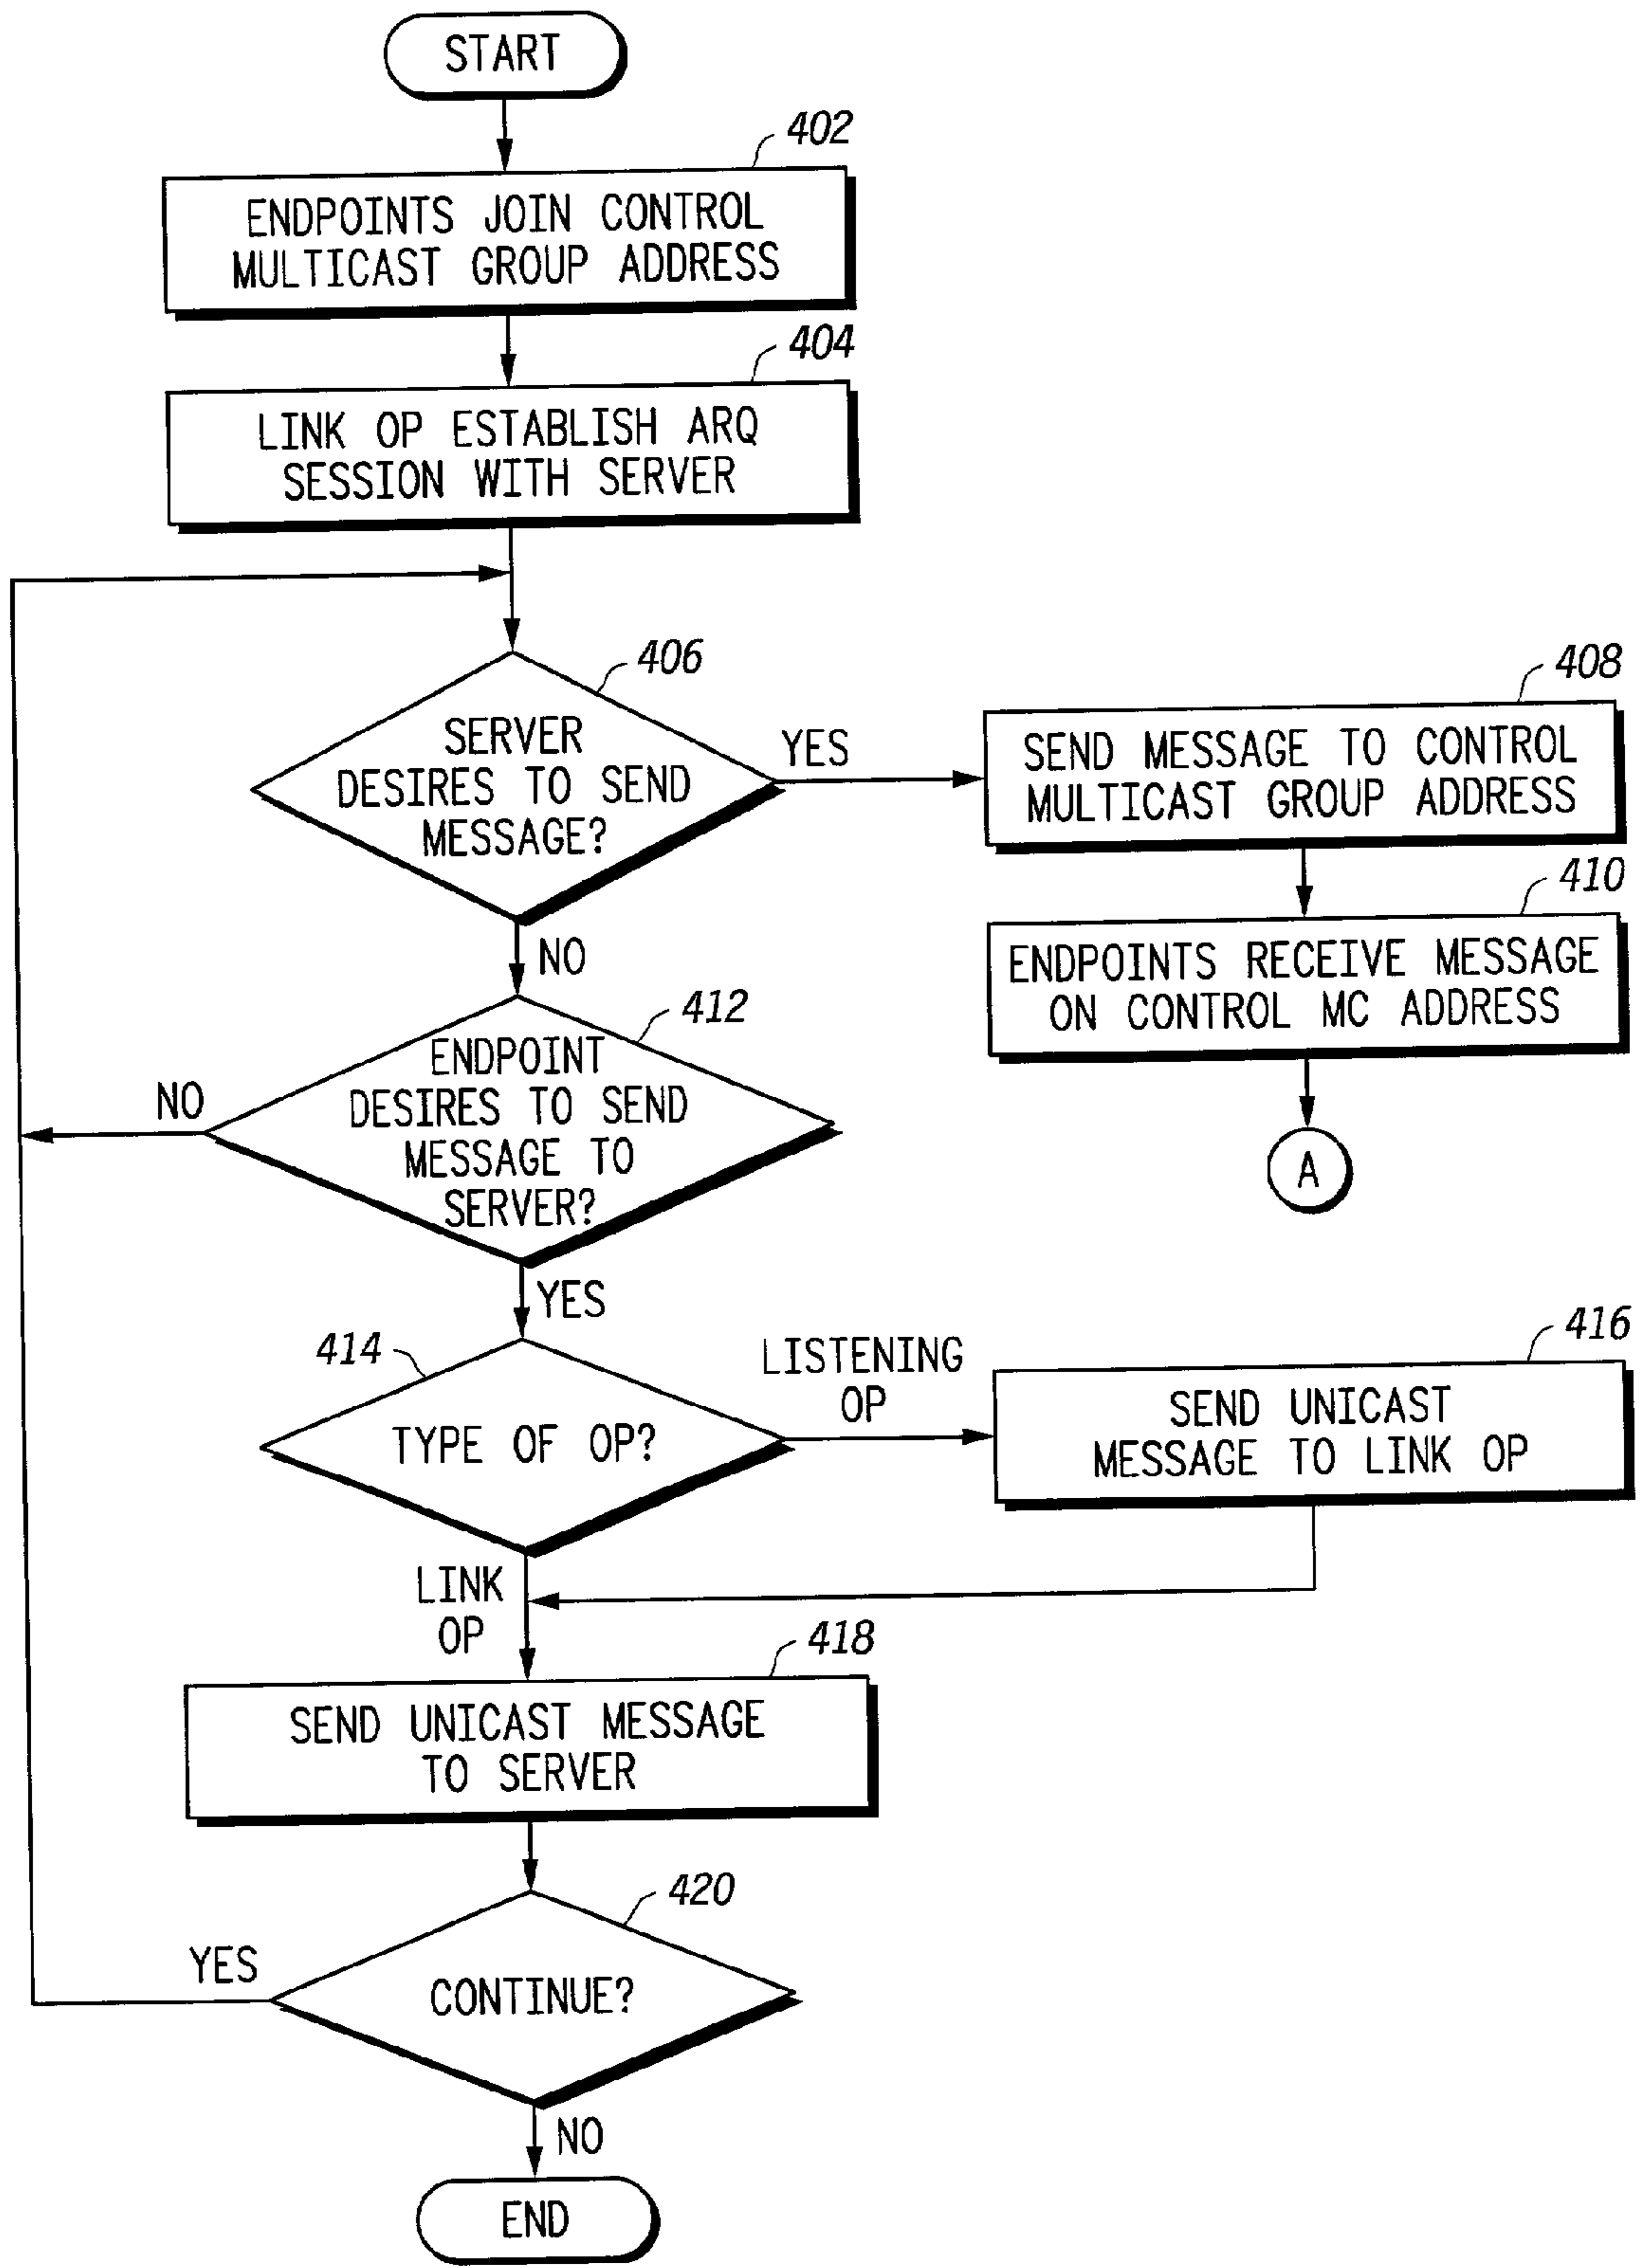 START
402
ENDPOINTS JOIN CONTROL
MULTICAST GROUP ADDRESS
404
LINK OP ESTABLISH ARQ
SESSION WITH SERVER
406
SERVER
DESIRES TO SEND
MESSAGE?
YES
408
SEND MESSAGE TO CONTROL
MULTICAST GROUP ADDRESS
410
ENDPOINTS RECEIVE MESSAGE
ON CONTROL MC ADDRESS
A
NO
412
ENDPOINT
DESIRES TO SEND
MESSAGE TO
SERVER?
NO
YES
414
TYPE OF OP?
LISTENING
OP
416
SEND UNICAST
MESSAGE TO LINK OP
LINK
OP
418
SEND UNICAST MESSAGE
TO SERVER
420
CONTINUE?
YES
NO
END